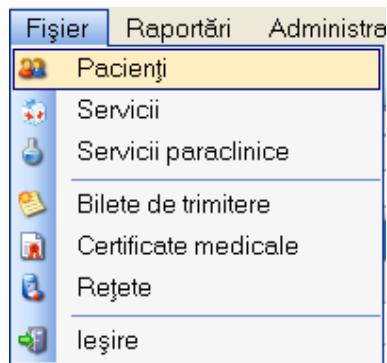 Fişier Raportări Administra
Pacienţi
Servicii
Servicii paraclinice
Bilete de trimitere
Certificate medicale
Reţete
Ieşire